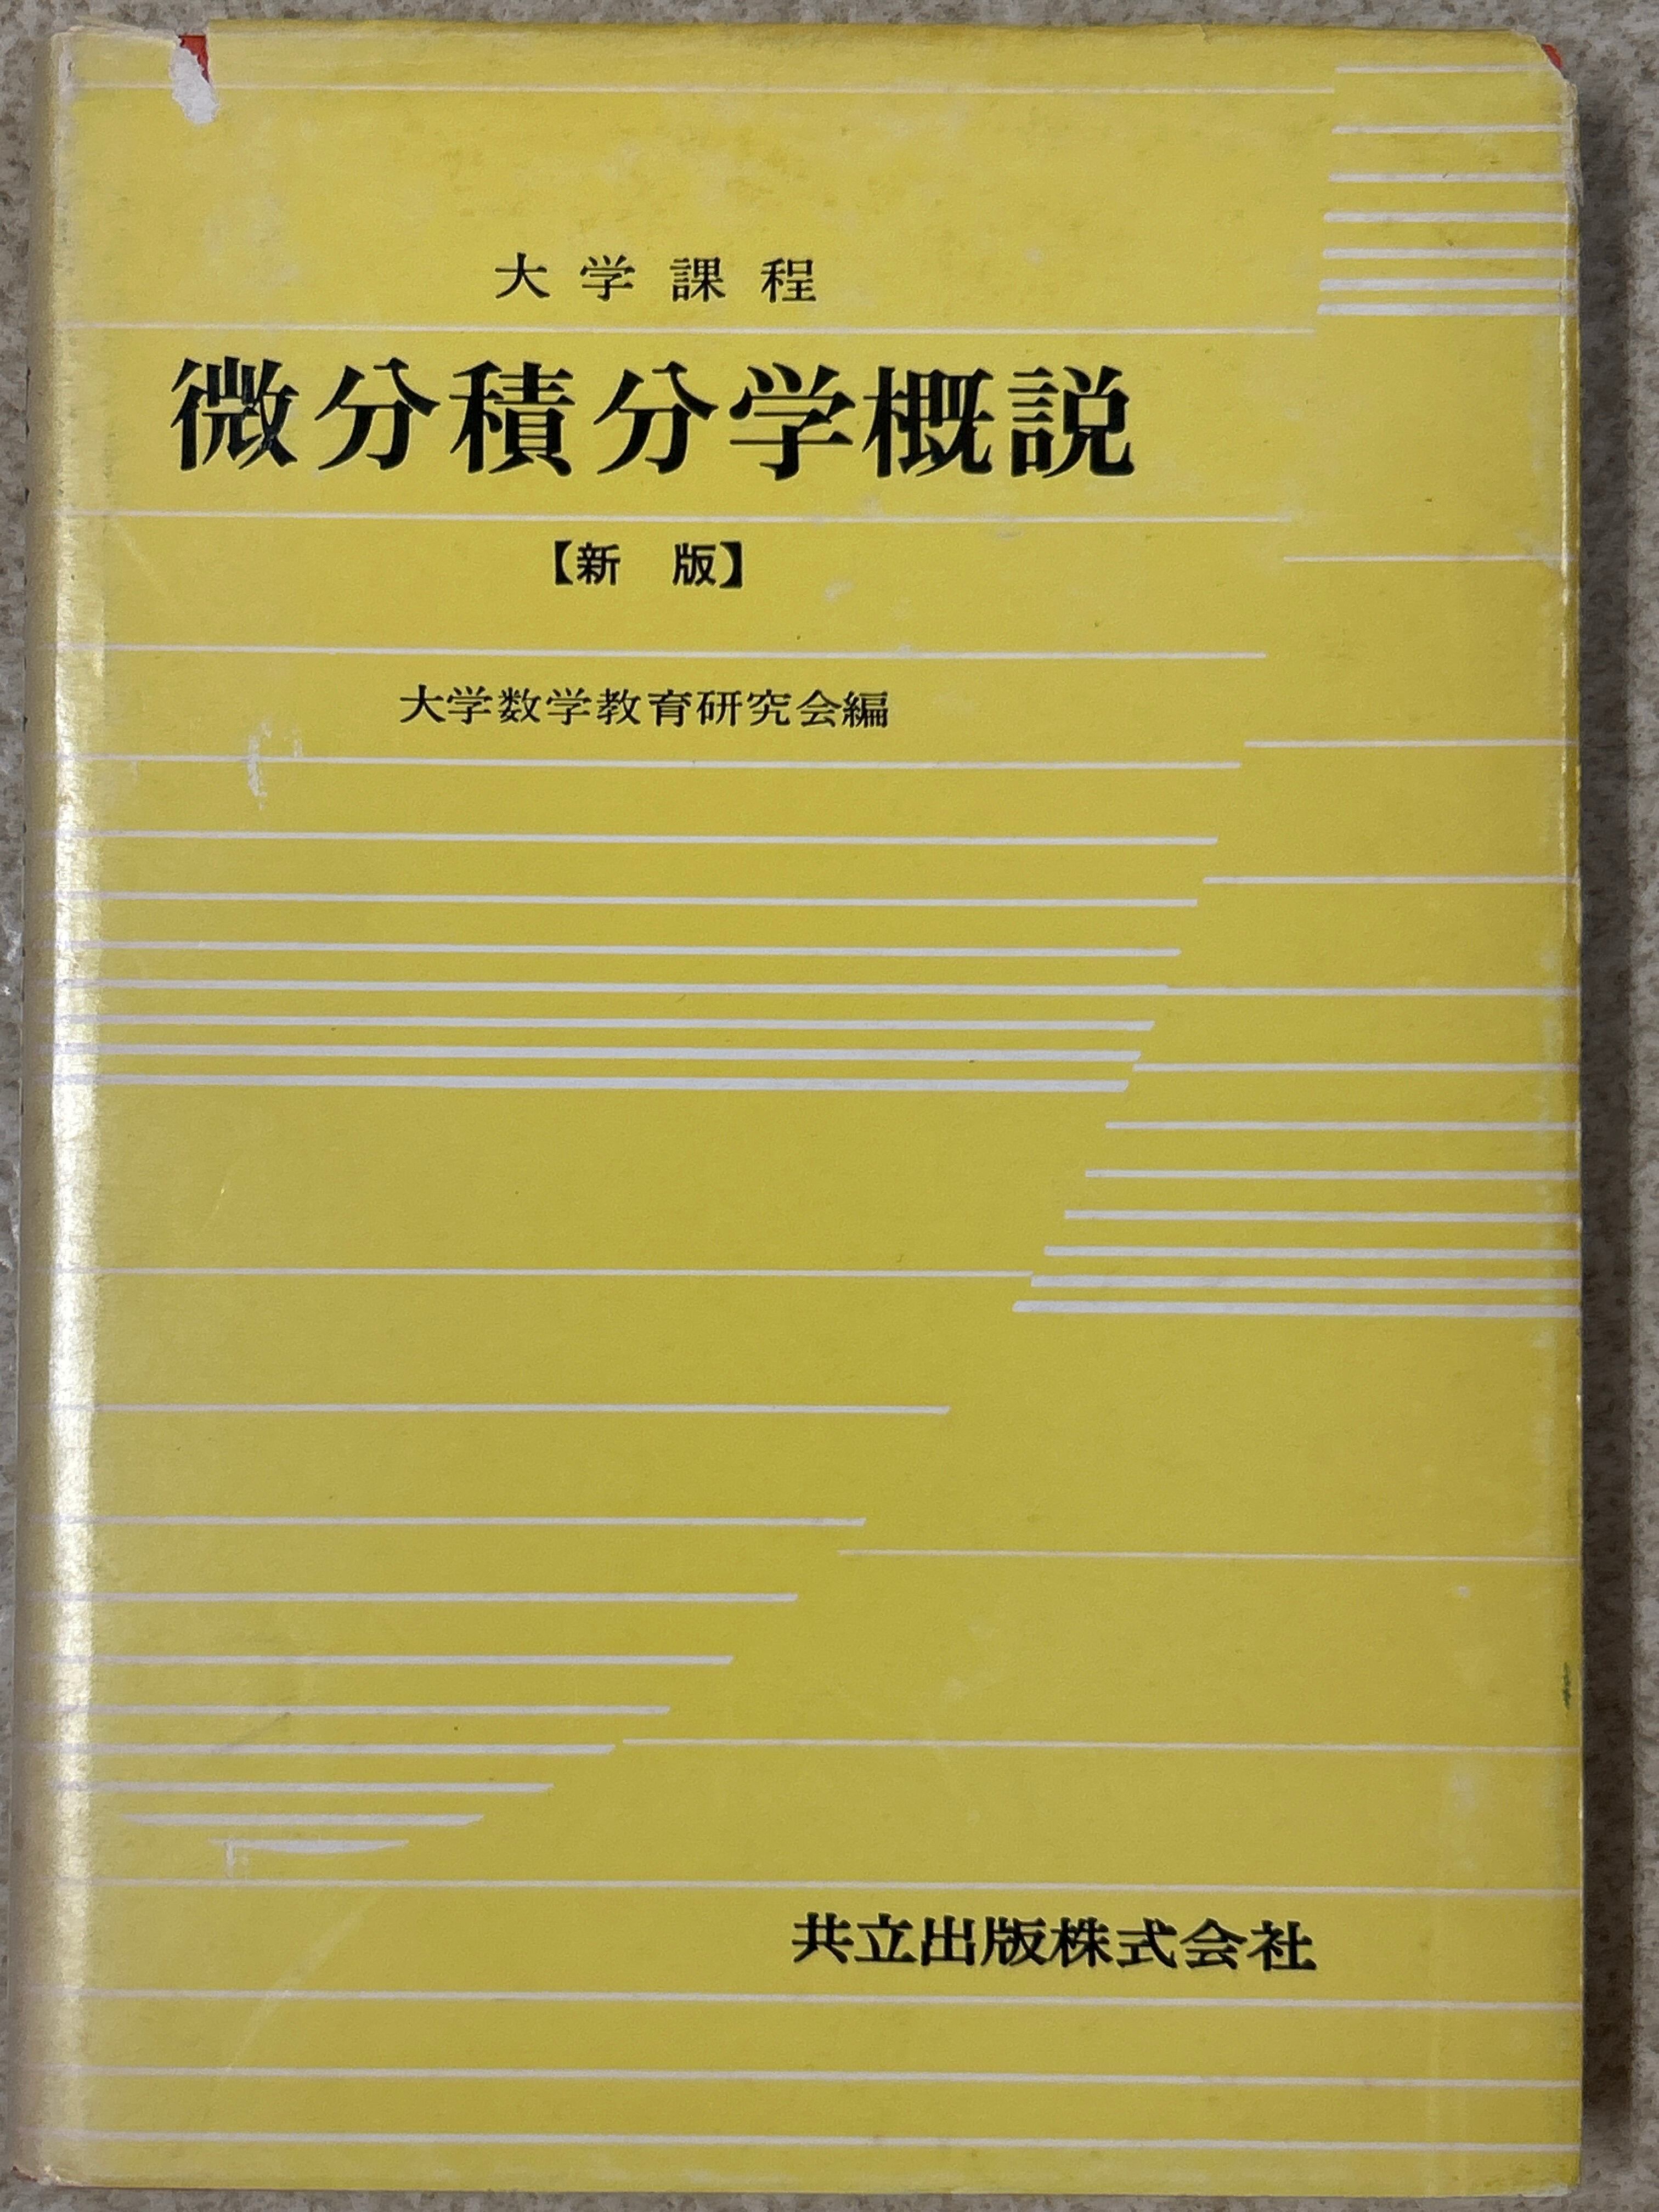 大学課程
微分積分学概説
【新 版】
大学数学教育研究会編
共立出版株式会社